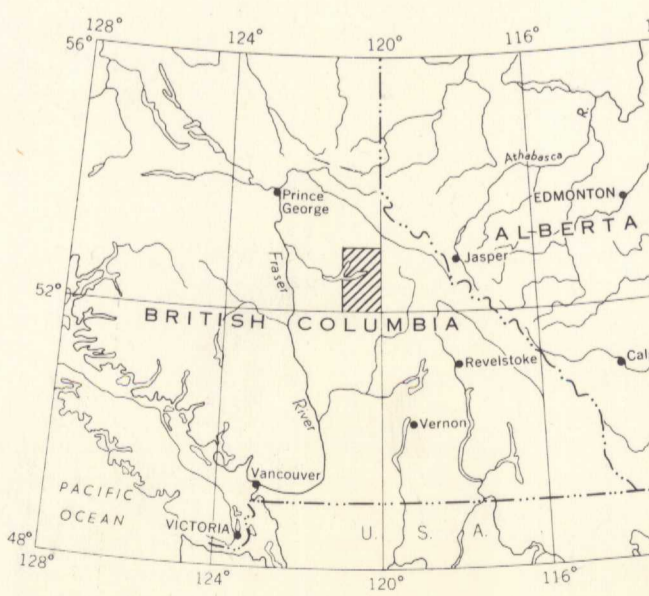 128°
124°
120°
116°
56°
R.
Athabasca
Prince
George
EDMONTON
ALBERTA
Fraser
Jasper
52°
BRITISH COLUMBIA
Revelstoke
Cal
River
Vernon
Vancouver
PACIFIC
OCEAN
VICTORIA
U. S. A.
48°
128°
124°
120°
116°